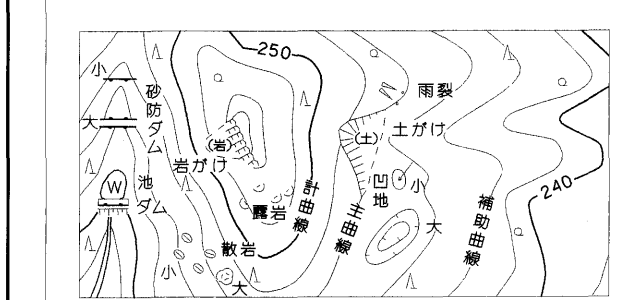 250
小
砂防ダム
大
W
池
ダム
(岩)
岩がけ
露岩
散岩
小
大
計曲線
主曲線
雨裂
(土)
土がけ
凹地
小
大
補助曲線
240